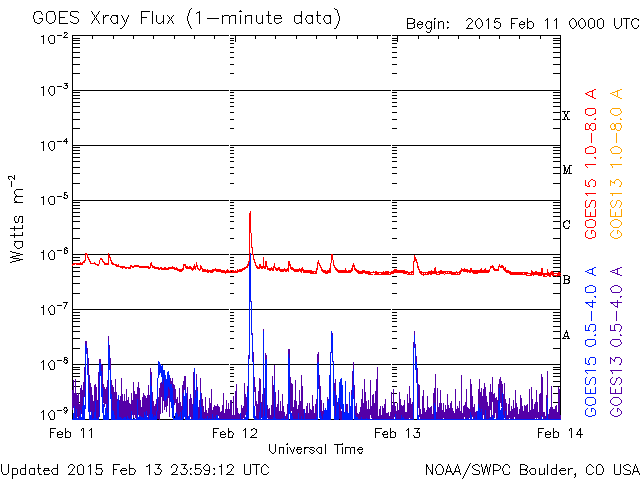 GOES Xray Flux (1-minute data)
Begin: 2015 Feb 11 0000 UTC
10⁻²
10⁻³
10⁻⁴
10⁻⁵
10⁻⁶
10⁻⁷
10⁻⁸
10⁻⁹
Watts m⁻²
X
M
C
B
A
GOES15 1.0-8.0 A
GOES13 1.0-8.0 A
GOES15 0.5-4.0 A
GOES13 0.5-4.0 A
Feb 11 Feb 12 Feb 13 Feb 14
Universal Time
Updated 2015 Feb 13 23:59:12 UTC
NOAA/SWPC Boulder, CO USA